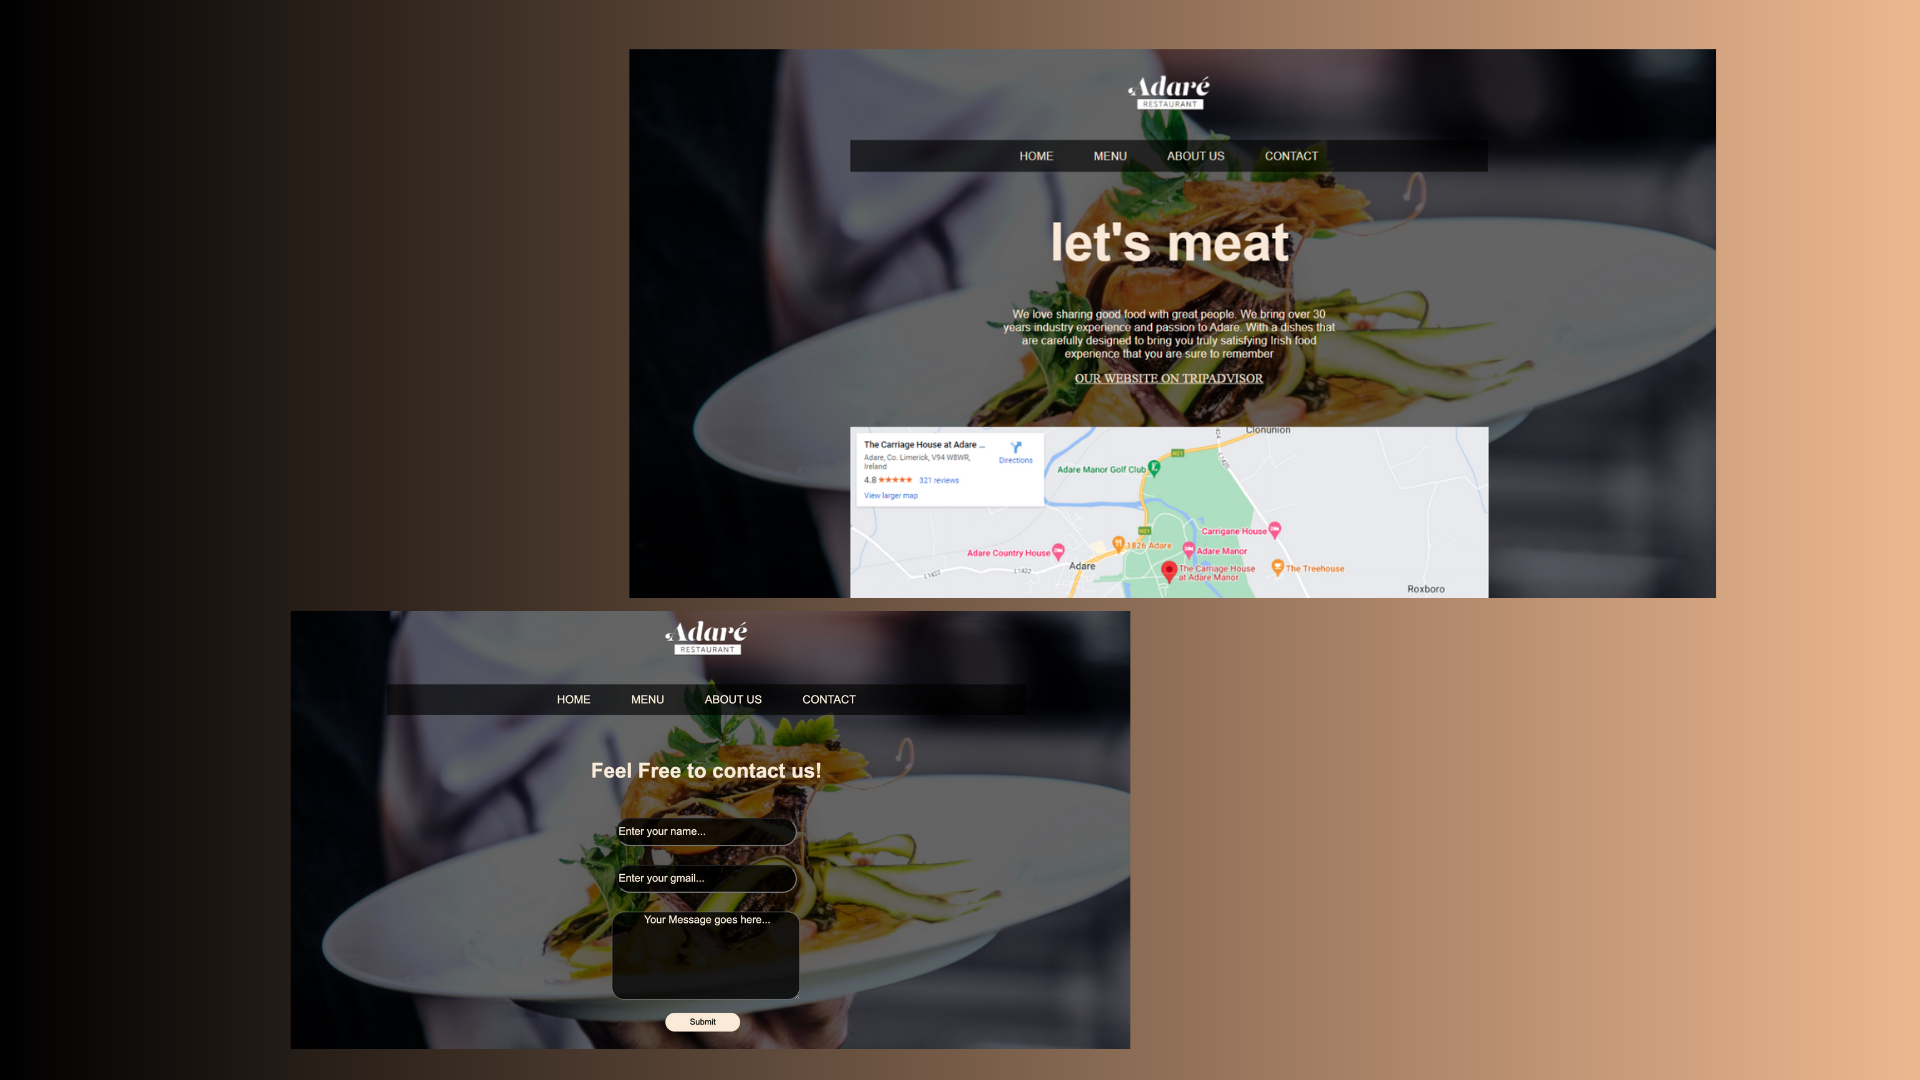 Adaré
RESTAURANT
HOME MENU ABOUT US CONTACT
let's meat
We love sharing good food with great people. We bring over 30
years industry experience and passion to Adare. With a dishes that
are carefully designed to bring you truly satisfying Irish food
experience that you are sure to remember
OUR WEBSITE ON TRIPADVISOR
The Carriage House at Adare ...
Adare, Co. Limerick, V94 W8WR,
Ireland
Directions
4.8 ★★★★★ 321 reviews
View larger map
Clonunion
N21
L1420
Adare Manor Golf Club
N21
Carrigane House
1826 Adare
Adare Manor
Adare Country House
Adare
The Carriage House
at Adare Manor
The Treehouse
L1422
L1422
Roxboro
Adaré
RESTAURANT
HOME MENU ABOUT US CONTACT
Feel Free to contact us!
Enter your name...
Enter your gmail...
Your Message goes here...
Submit